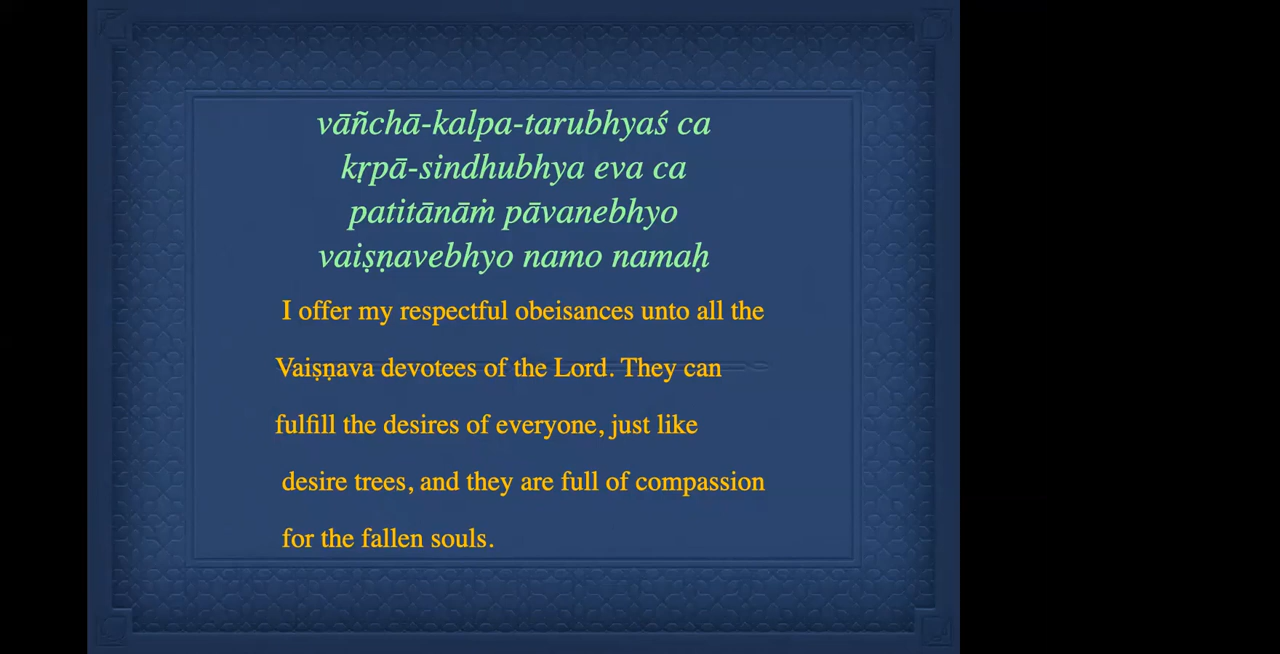 vāñchā-kalpa-tarubhyaś ca
kṛpā-sindhubhya eva ca
patitānāṁ pāvanebhyo
vaiṣṇavebhyo namo namaḥ
I offer my respectful obeisances unto all the
Vaiṣṇava devotees of the Lord. They can
fulfill the desires of everyone, just like
desire trees, and they are full of compassion
for the fallen souls.